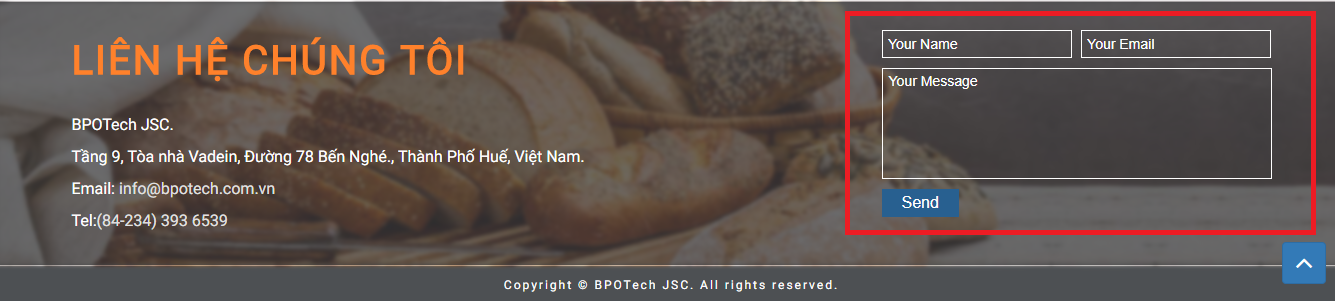 LIÊN HỆ CHÚNG TÔI
BPOTech JSC.
Tầng 9, Tòa nhà Vadein, Đường 78 Bến Nghé., Thành Phố Huế, Việt Nam.
Email: info@bpotech.com.vn
Tel:(84-234) 393 6539
Your Name
Your Email
Your Message
Send
Copyright © BPOTech JSC. All rights reserved.